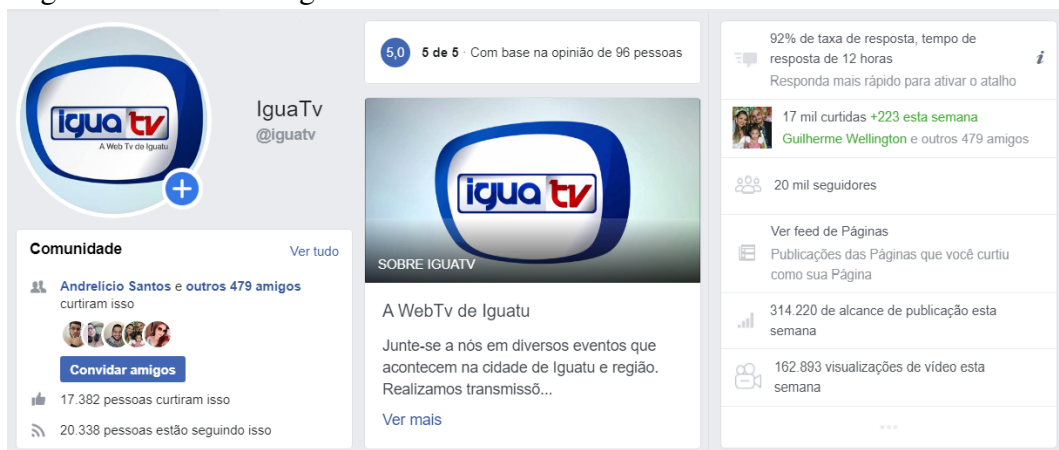 igua tv
A Web Tv de Iguatu
IguaTv
@iguatv
Comunidade
Ver tudo
Andrelício Santos e outros 479 amigos
curtiram isso
Convidar amigos
17.382 pessoas curtiram isso
20.338 pessoas estão seguindo isso
5,0
5 de 5 · Com base na opinião de 96 pessoas
igua tv
SOBRE IGUATV
A WebTv de Iguatu
Junte-se a nós em diversos eventos que
acontecem na cidade de Iguatu e região.
Realizamos transmissõ...
Ver mais
92% de taxa de resposta, tempo de
resposta de 12 horas
i
Responda mais rápido para ativar o atalho
17 mil curtidas +223 esta semana
Guilherme Wellington e outros 479 amigos
20 mil seguidores
Ver feed de Páginas
Publicações das Páginas que você curtiu
como sua Página
314.220 de alcance de publicação esta
semana
162.893 visualizações de vídeo esta
semana